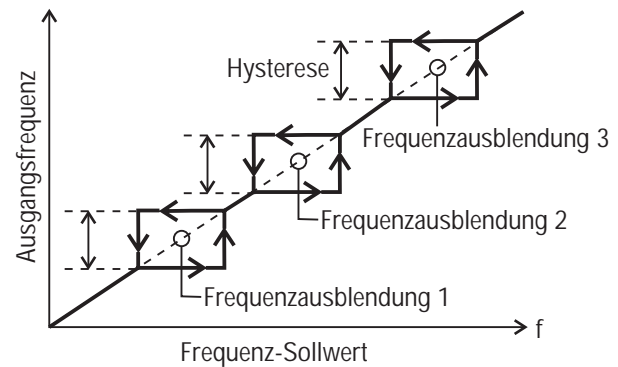 Hysterese
Frequenzausblendung 3
Ausgangsfrequenz
Frequenzausblendung 2
Frequenzausblendung 1
f
Frequenz-Sollwert